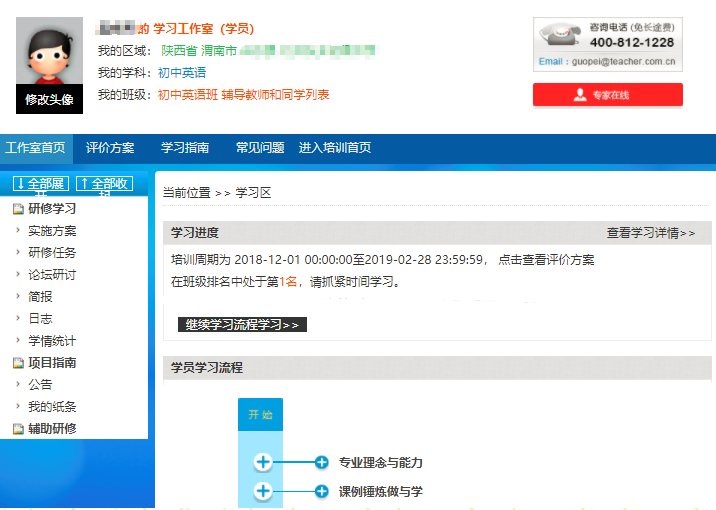 的 学习工作室（学员）
我的区域： 陕西省 渭南市
我的学科：初中英语
我的班级：初中英语班 辅导教师和同学列表
修改头像
咨询电话 (免长途费)
400-812-1228
Email：guopei@teacher.com.cn
专家在线
工作室首页 评价方案 学习指南 常见问题 进入培训首页
↓全部展开 ↑全部收起
研修学习
实施方案
研修任务
论坛研讨
简报
日志
学情统计
项目指南
公告
我的纸条
辅助研修
当前位置 >> 学习区
学习进度 查看学习详情>>
培训周期为 2018-12-01 00:00:00至2019-02-28 23:59:59， 点击查看评价方案
在班级排名中处于第1名，请抓紧时间学习。
继续学习流程学习>>
学员学习流程
开 始
专业理念与能力
课例锤炼做与学